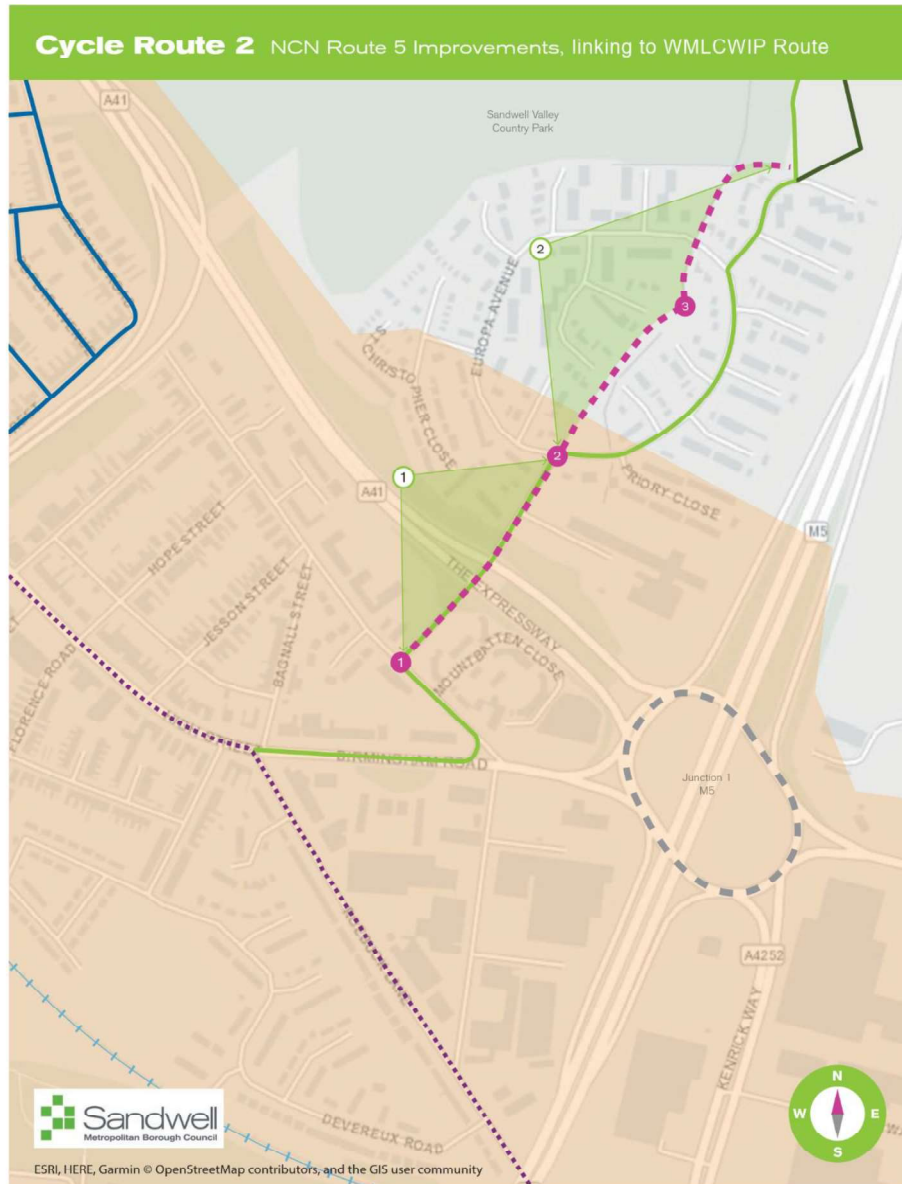 Cycle Route 2 NCN Route 5 Improvements, linking to WMLCWIP Route
A41
Sandwell Valley
Country Park
2
EUROPA AVENUE
3
ST CHRISTOPHER CLOSE
2
1
PRIORY CLOSE
A41
M5
HOPE STREET
THE EXPRESSWAY
JESSON STREET
BAGNALL STREET
1
MOUNTBATTEN CLOSE
FLORENCE ROAD
BIRMINGHAM ROAD
Junction 1
M5
A4252
KENRICK WAY
DEVEREUX ROAD
N
W E
S
Sandwell
Metropolitan Borough Council
ESRI, HERE, Garmin © OpenStreetMap contributors, and the GIS user community